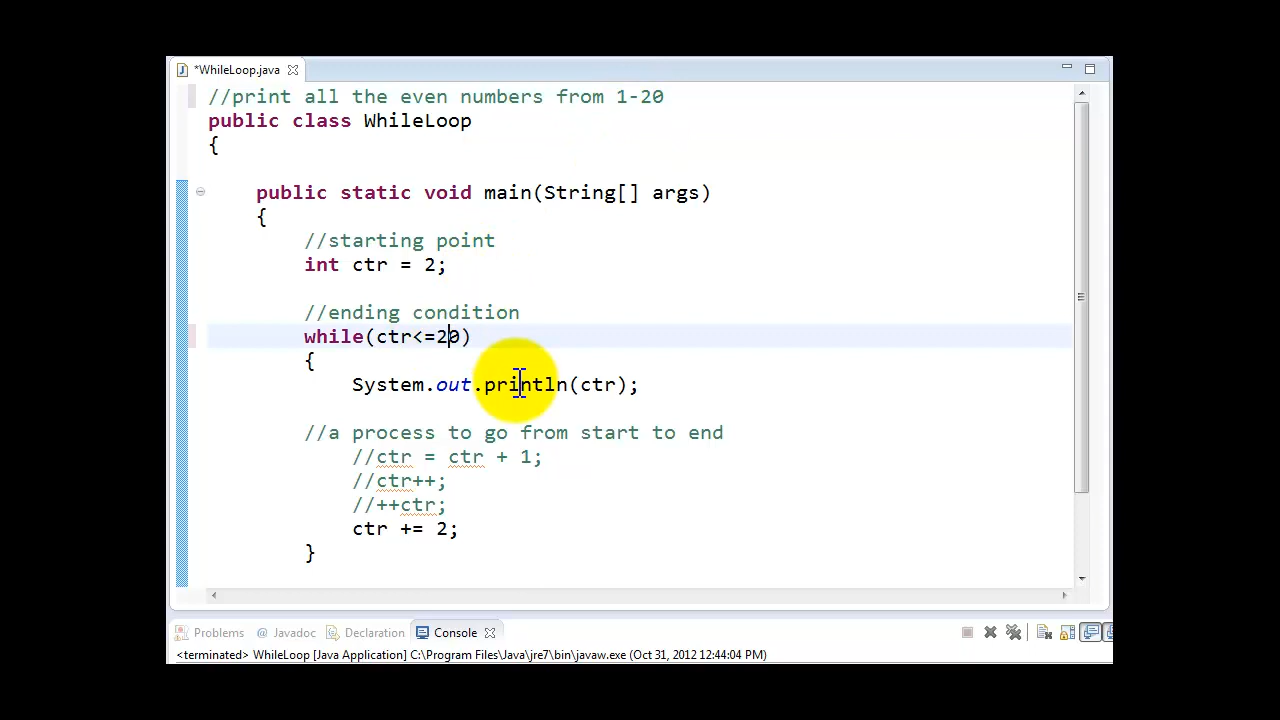 *WhileLoop.java
//print all the even numbers from 1-20
public class WhileLoop
{
public static void main(String[] args)
{
//starting point
int ctr = 2;
//ending condition
while(ctr<=20)
{
System.out.println(ctr);
//a process to go from start to end
//ctr = ctr + 1;
//ctr++;
//++ctr;
ctr += 2;
}
Problems @ Javadoc Declaration Console
<terminated> WhileLoop [Java Application] C:\Program Files\Java\jre7\bin\javaw.exe (Oct 31, 2012 12:44:04 PM)